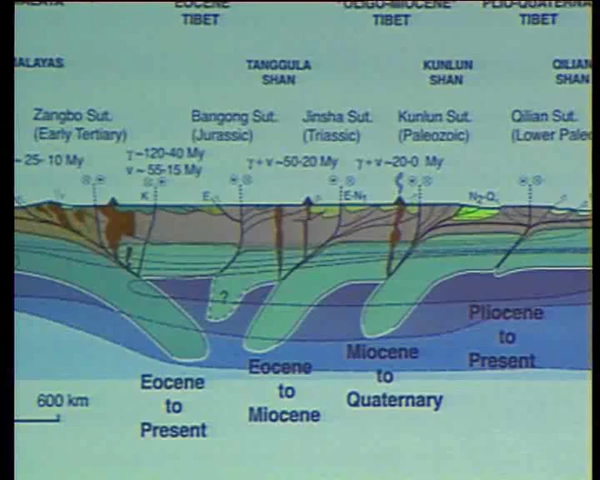 EOCENE
TIBET
"OLIGO-MIOCENE"
TIBET
PLIO-QUATERNA
TIBET
IALAYAS
TANGGULA
SHAN
KUNLUN
SHAN
QILIAN
SHAN
Zangbo Sut.
(Early Tertiary)
Bangong Sut.
(Jurassic)
Jinsha Sut.
(Triassic)
Kunlun Sut.
(Paleozoic)
Qilian Sut.
(Lower Pale
~ 25- 10 My
γ ~120-40 My
v ~ 55-15 My
γ+v ~50-20 My
γ+v ~20-0 My
K
E
E-N₁
N₂-Q
?
Pliocene
to
Present
Miocene
to
Quaternary
Eocene
to
Miocene
Eocene
to
Present
600 km